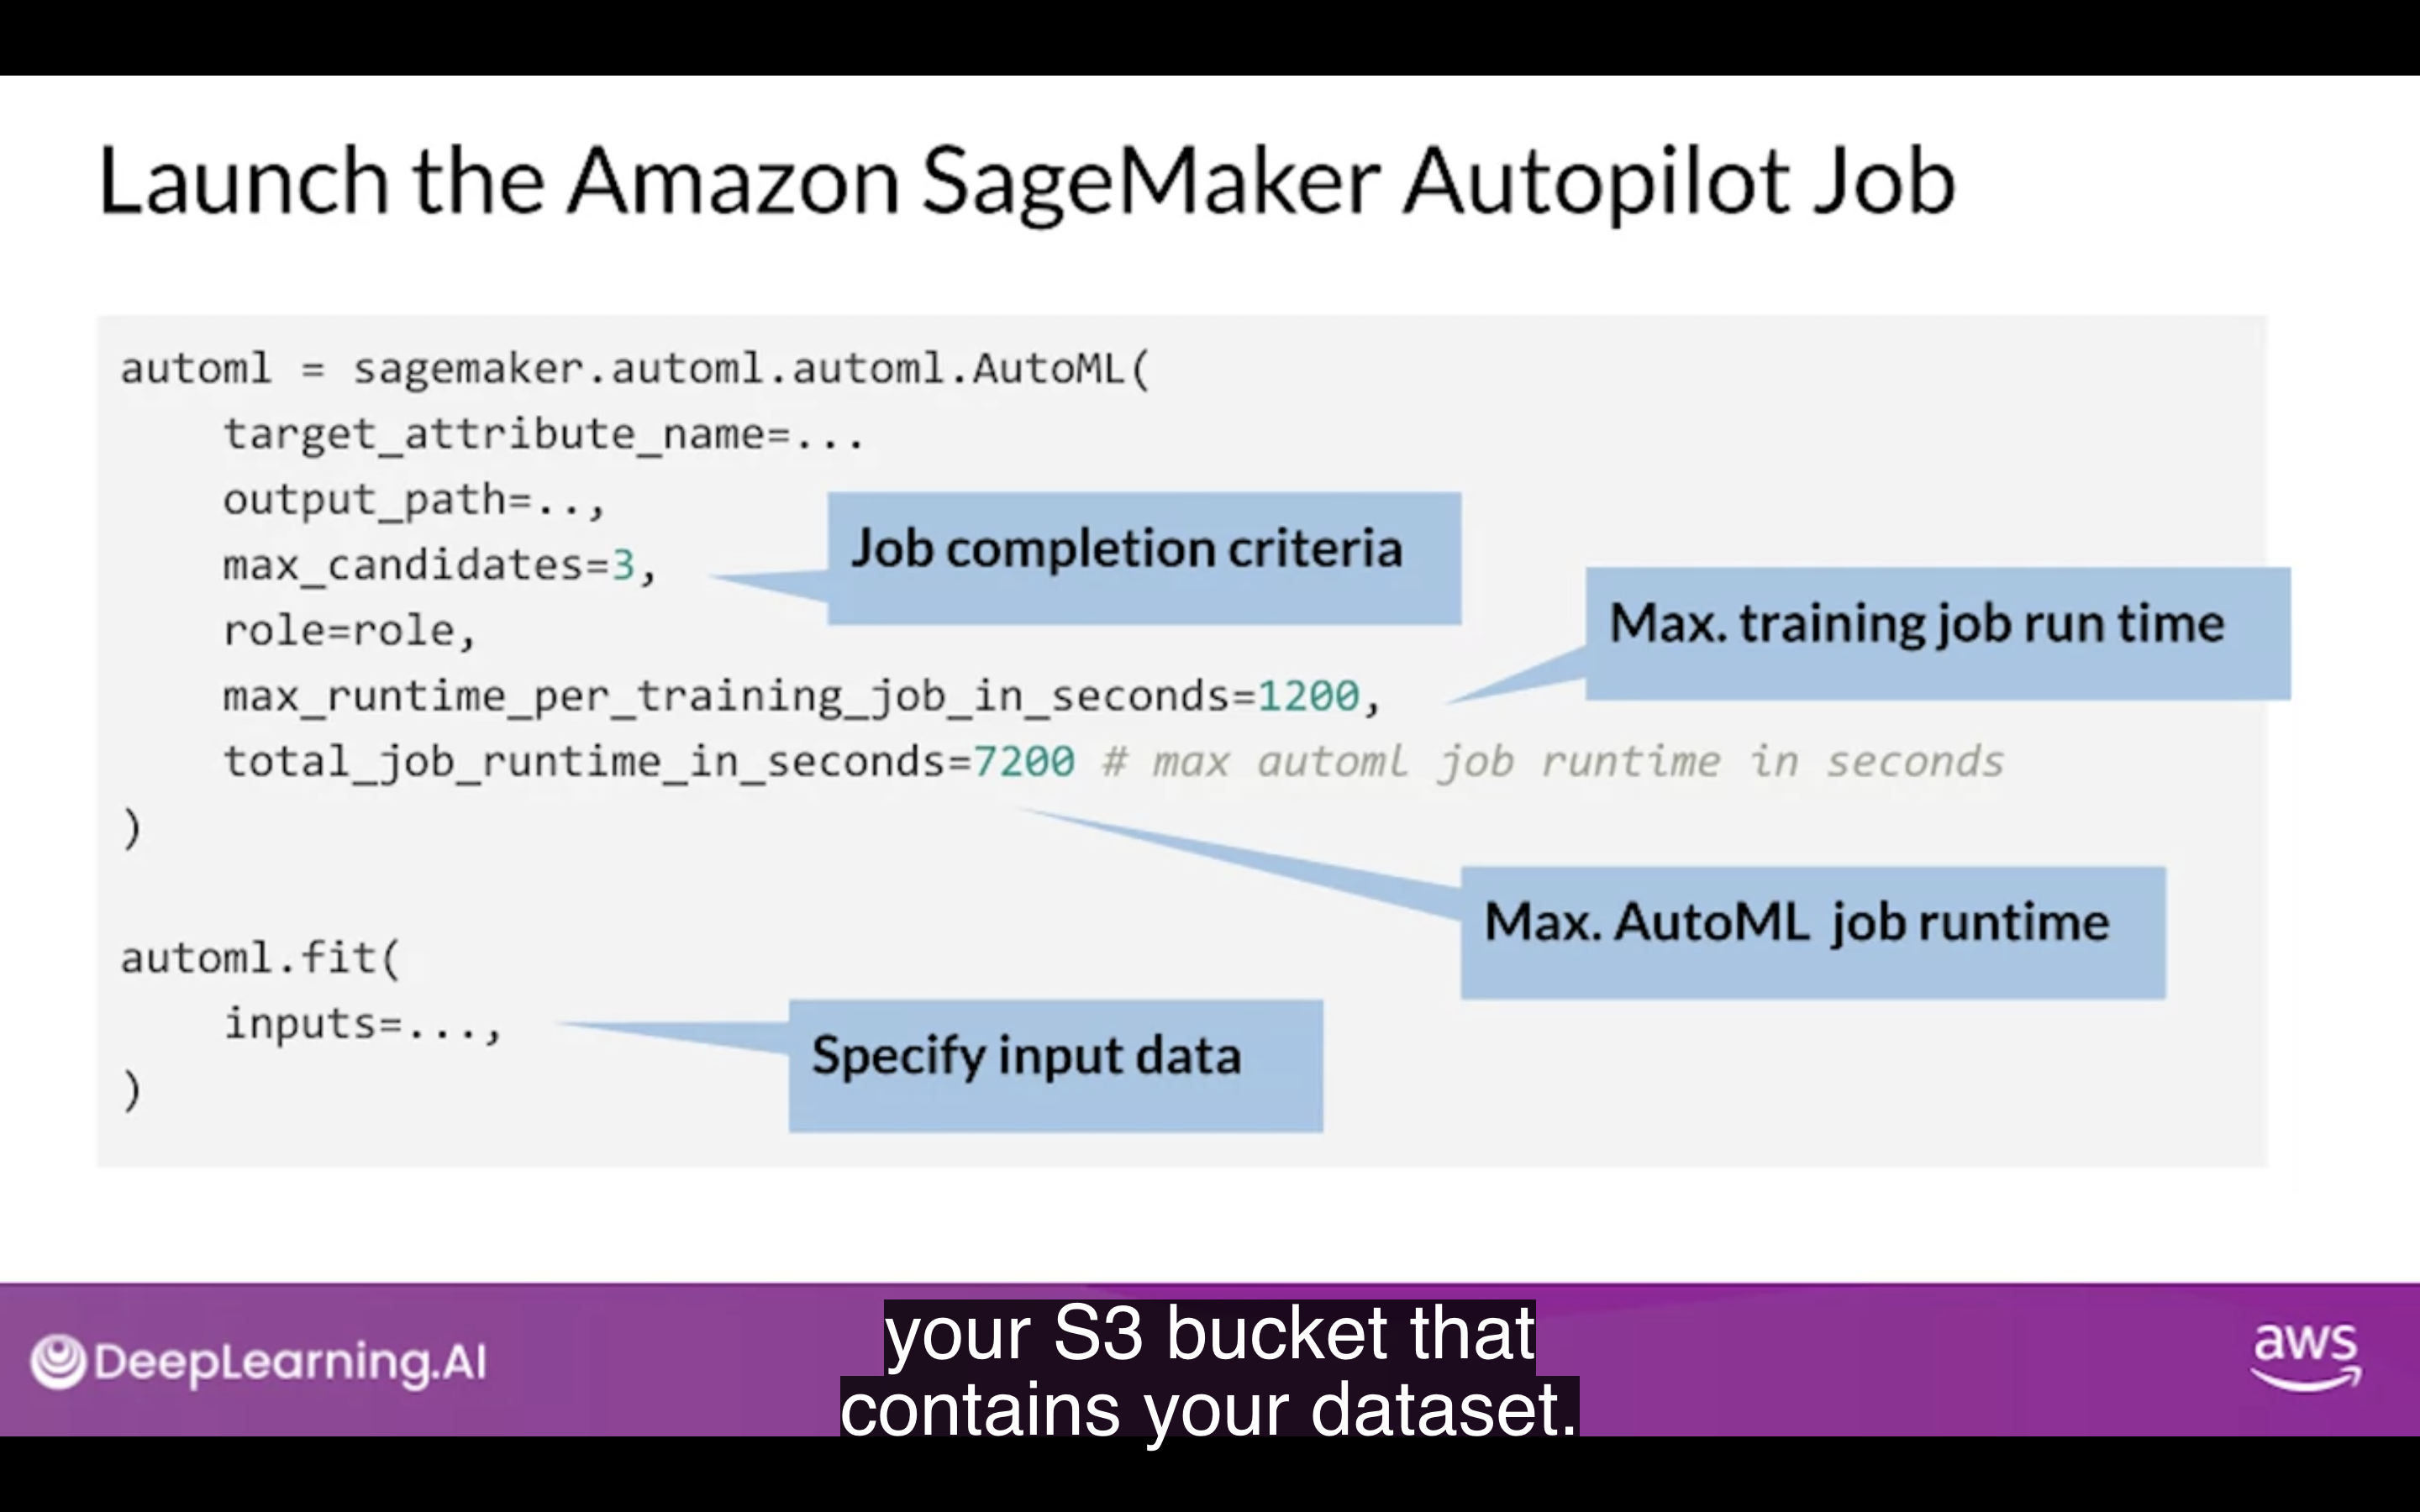 Launch the Amazon SageMaker Autopilot Job
automl = sagemaker.automl.automl.AutoML(
target_attribute_name=...
output_path=..,
max_candidates=3,
Job completion criteria
role=role,
Max. training job run time
max_runtime_per_training_job_in_seconds=1200,
total_job_runtime_in_seconds=7200 # max automl job runtime in seconds
)
Max. AutoML job runtime
automl.fit(
inputs=...,
Specify input data
)
DeepLearning.AI
your S3 bucket that
contains your dataset.
aws